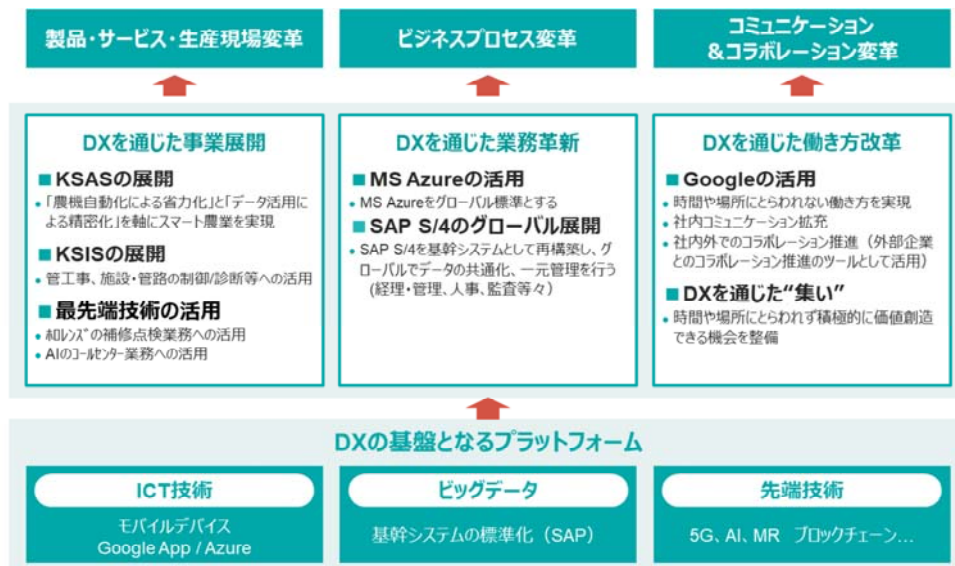 製品・サービス・生産現場変革
ビジネスプロセス変革
コミュニケーション
&コラボレーション変革
DXを通じた事業展開
■ KSASの展開
• 「農機自動化による省力化」と「データ活用に
よる精密化」を軸にスマート農業を実現
■ KSISの展開
• 管工事、施設・管路の制御/診断等への活用
■ 最先端技術の活用
• ﾎﾛﾚﾝｽﾞの補修点検業務への活用
• AIのｺｰﾙｾﾝﾀｰ業務への活用
DXを通じた業務革新
■ MS Azureの活用
• MS Azureをグローバル標準とする
■ SAP S/4のグローバル展開
• SAP S/4を基幹システムとして再構築し、グ
ローバルでデータの共通化、一元管理を行う
(経理・管理、人事、監査等々)
DXを通じた働き方改革
■ Googleの活用
• 時間や場所にとらわれない働き方を実現
• 社内コミュニケーション拡充
• 社内外でのコラボレーション推進（外部企業
とのコラボレーション推進のツールとして活用）
■ DXを通じた“集い”
• 時間や場所にとらわれず積極的に価値創造
できる機会を整備
DXの基盤となるプラットフォーム
ICT技術
モバイルデバイス
Google App / Azure
ビッグデータ
基幹システムの標準化（SAP）
先端技術
5G、AI、MR ブロックチェーン…